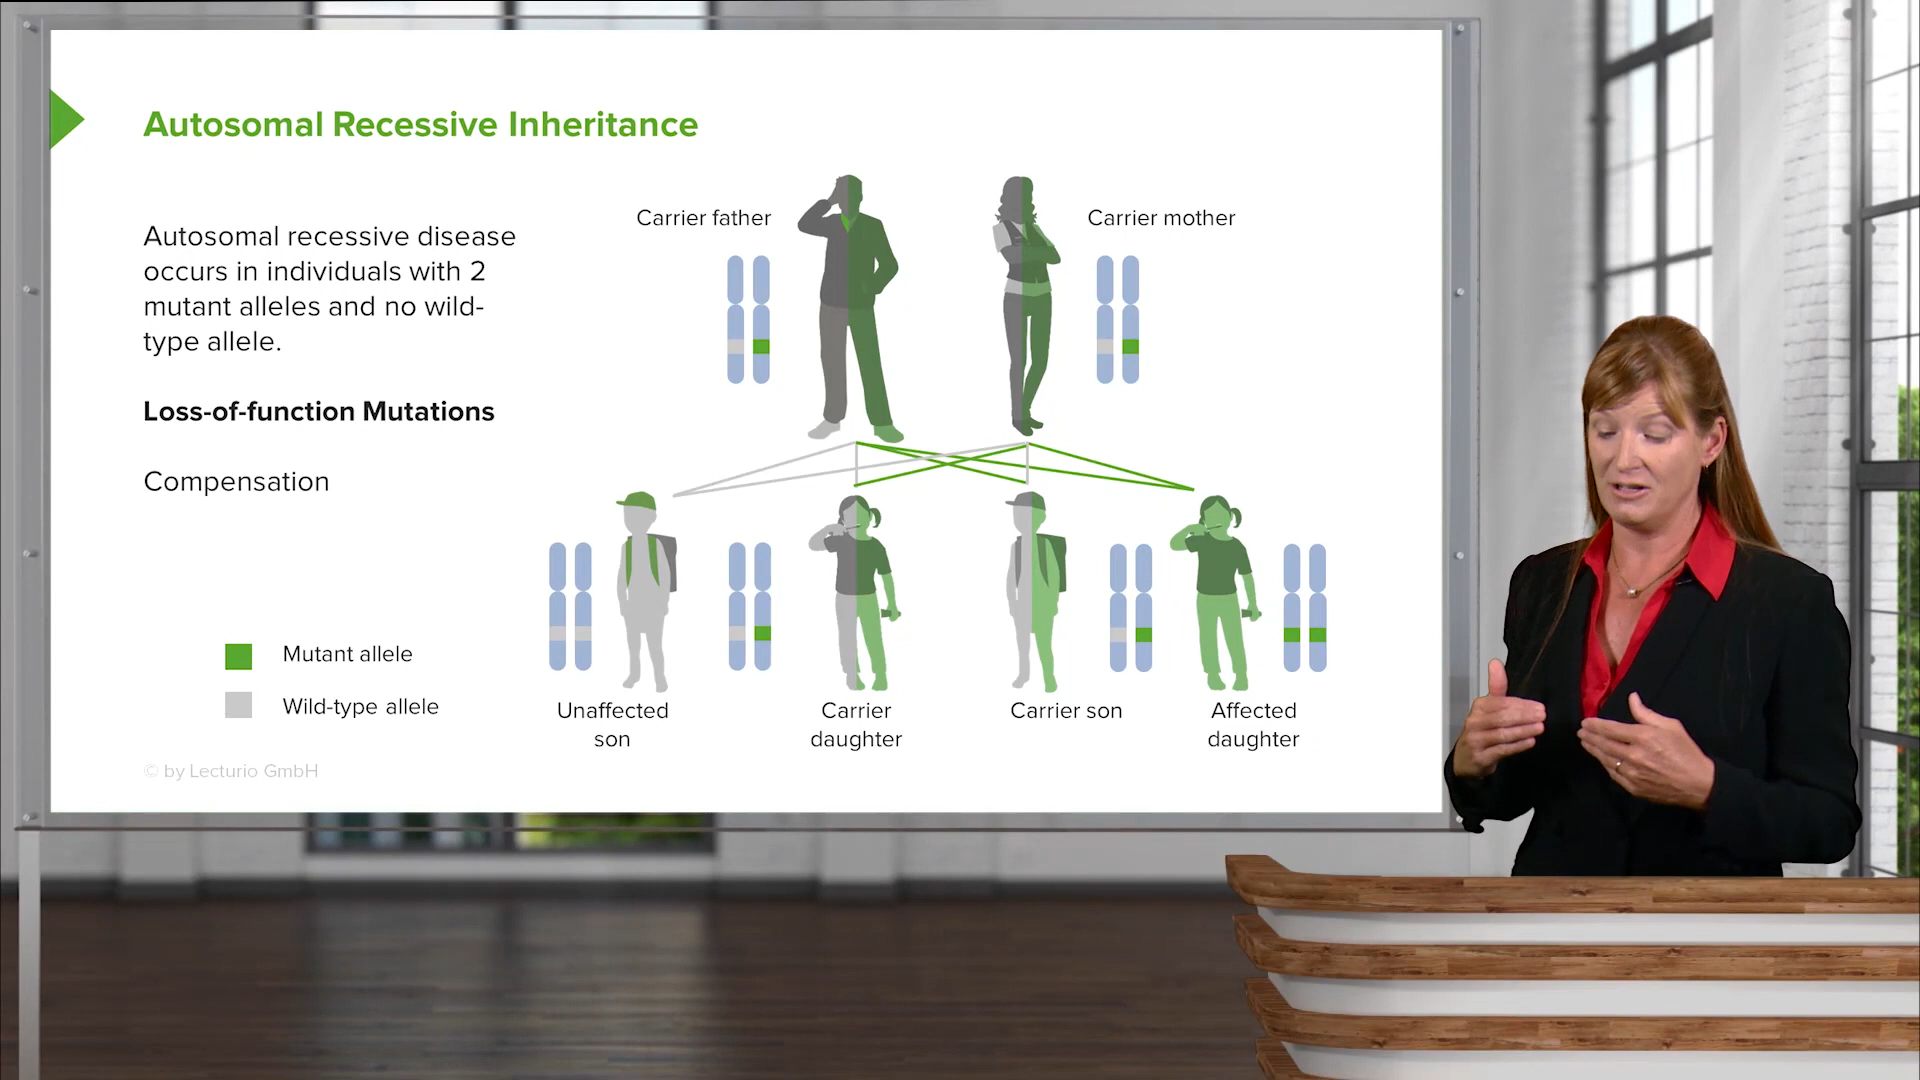 Autosomal Recessive Inheritance
Autosomal recessive disease
occurs in individuals with 2
mutant alleles and no wild-
type allele.
Loss-of-function Mutations
Compensation
Mutant allele
Wild-type allele
© by Lecturio GmbH
Carrier father
Carrier mother
Unaffected
son
Carrier
daughter
Carrier son
Affected
daughter